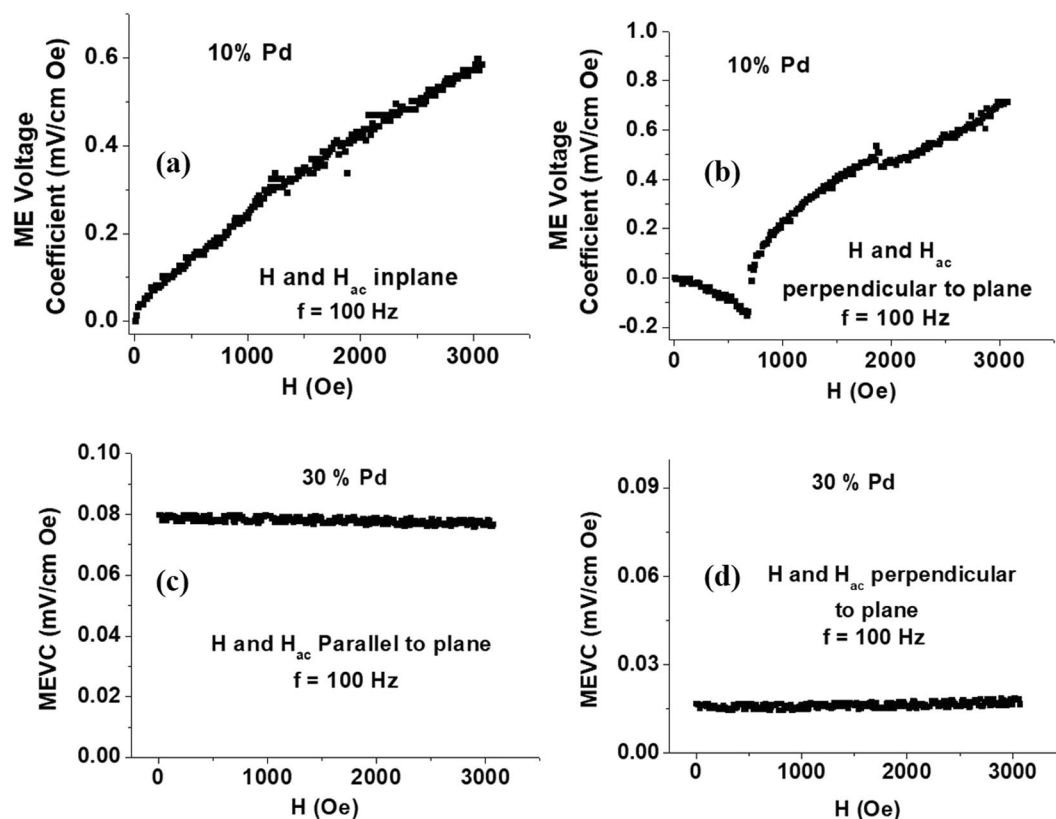 10% Pd
(a)
ME Voltage
Coefficient (mV/cm Oe)
0.6
0.4
0.2
0.0
H and H_ac inplane
f = 100 Hz
0
1000
2000
3000
H (Oe)
10% Pd
(b)
ME Voltage
Coefficient (mV/cm Oe)
1.0
0.8
0.6
0.4
0.2
0.0
-0.2
H and H_ac
perpendicular to plane
f = 100 Hz
0
1000
2000
3000
H (Oe)
30 % Pd
(c)
MEVC (mV/cm Oe)
0.10
0.08
0.06
0.04
0.02
0.00
H and H_ac Parallel to plane
f = 100 Hz
0
1000
2000
3000
H (Oe)
30 % Pd
(d)
MEVC (mV/cm Oe)
0.09
0.06
0.03
0.00
H and H_ac perpendicular
to plane
f = 100 Hz
0
1000
2000
3000
H (Oe)